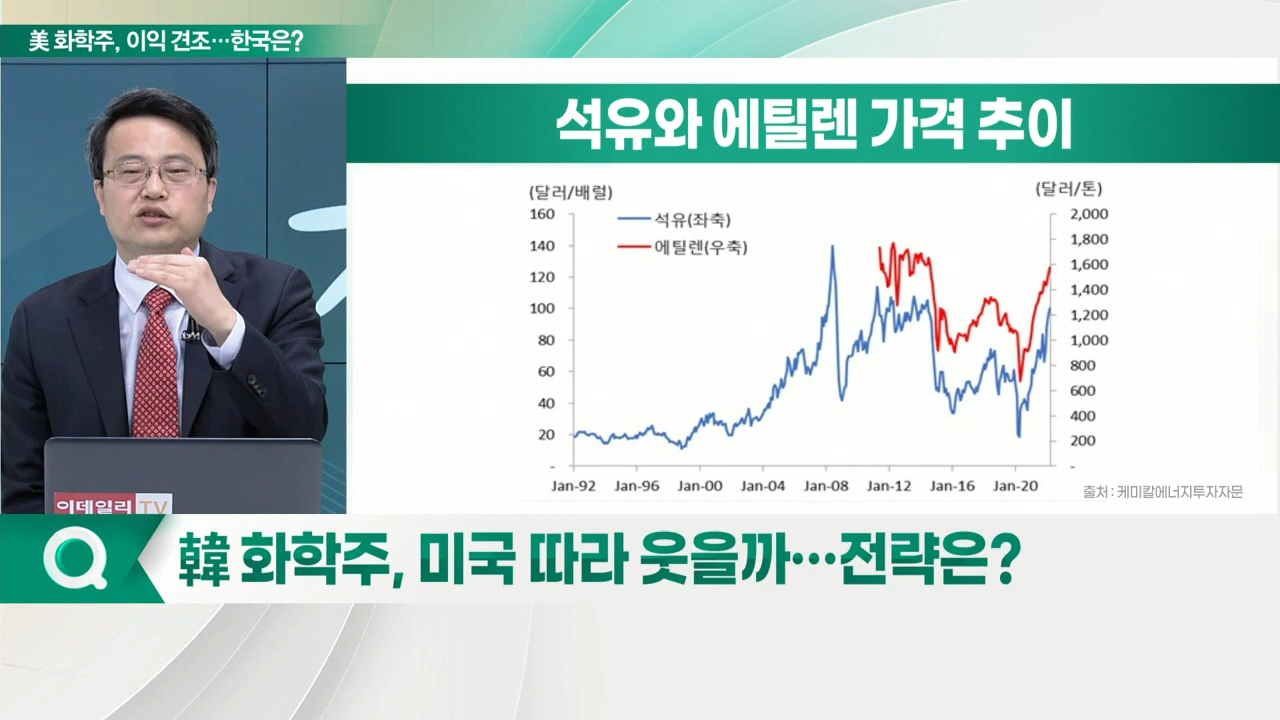 美 화학주, 이익 견조…한국은?
석유와 에틸렌 가격 추이
(달러/배럴)
(달러/톤)
석유(좌축)
에틸렌(우축)
160
140
120
100
80
60
40
20
-
2,000
1,800
1,600
1,400
1,200
1,000
800
600
400
200
-
Jan-92 Jan-96 Jan-00 Jan-04 Jan-08 Jan-12 Jan-16 Jan-20
출처 : 케미칼에너지투자자문
이데일리 TV
韓 화학주, 미국 따라 웃을까…전략은?